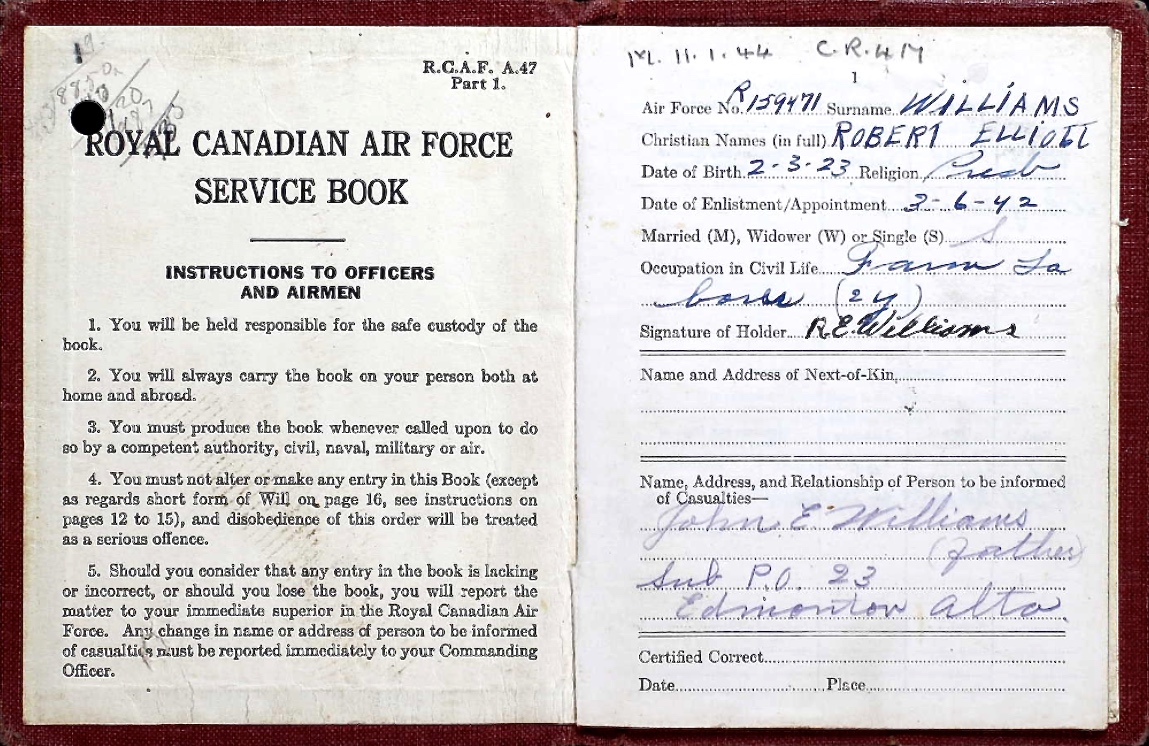 R.C.A.F. A.47
Part 1.
ROYAL CANADIAN AIR FORCE
SERVICE BOOK
INSTRUCTIONS TO OFFICERS
AND AIRMEN
1. You will be held responsible for the safe custody of the
book.
2. You will always carry the book on your person both at
home and abroad.
3. You must produce the book whenever called upon to do
so by a competent authority, civil, naval, military or air.
4. You must not alter or make any entry in this Book (except
as regards short form of Will on page 16, see instructions on
pages 12 to 15), and disobedience of this order will be treated
as a serious offence.
5. Should you consider that any entry in the book is lacking
or incorrect, or should you lose the book, you will report the
matter to your immediate superior in the Royal Canadian Air
Force. Any change in name or address of person to be informed
of casualties must be reported immediately to your Commanding
Officer.
M. 11.1.44 C.R.4M
1
Air Force No. R159471 Surname WILLIAMS
Christian Names (in full) ROBERT ELLIOTT
Date of Birth 2-3-23 Religion Presb
Date of Enlistment/Appointment 3-6-42
Married (M), Widower (W) or Single (S) S
Occupation in Civil Life Farm La
borer (2 y)
Signature of Holder R.E. Williams
Name and Address of Next-of-Kin
Name, Address, and Relationship of Person to be informed
of Casualties—
John E Williams
(father)
Sub P.O. 23
Edmonton Alta.
Certified Correct
Date Place